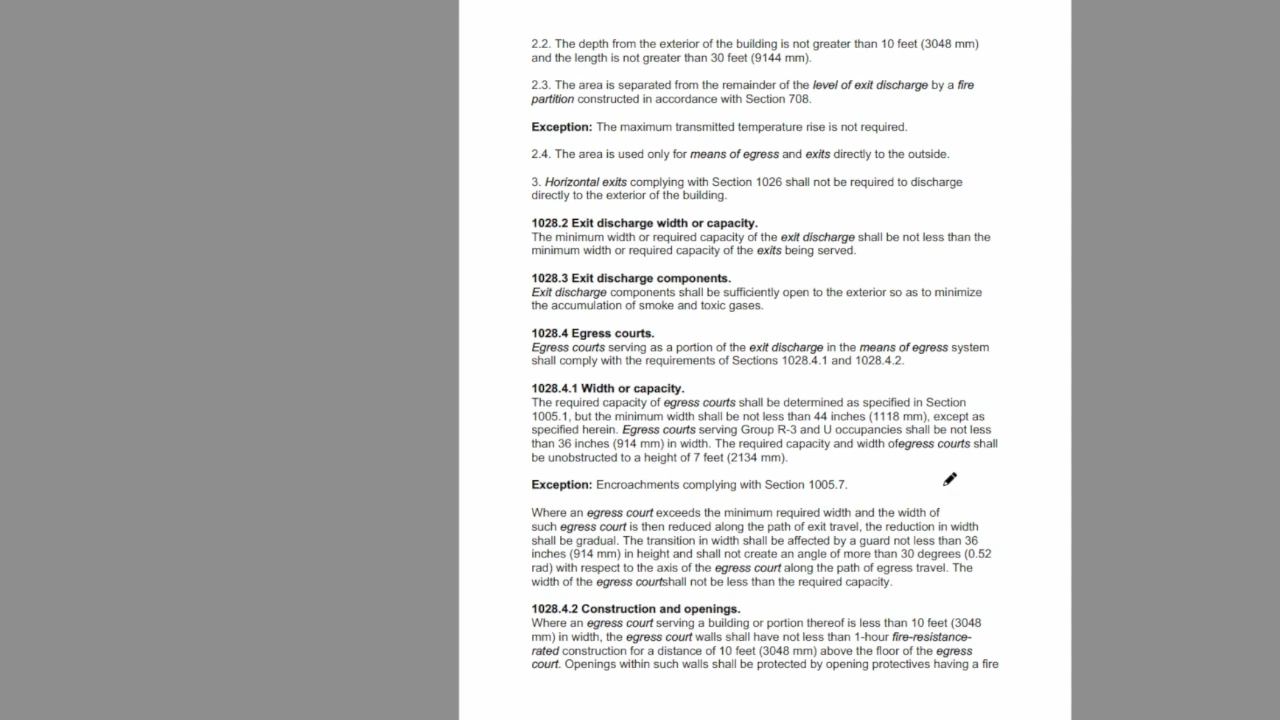 2.2. The depth from the exterior of the building is not greater than 10 feet (3048 mm)
and the length is not greater than 30 feet (9144 mm).
2.3. The area is separated from the remainder of the level of exit discharge by a fire
partition constructed in accordance with Section 708.
Exception: The maximum transmitted temperature rise is not required.
2.4. The area is used only for means of egress and exits directly to the outside.
3. Horizontal exits complying with Section 1026 shall not be required to discharge
directly to the exterior of the building.
1028.2 Exit discharge width or capacity.
The minimum width or required capacity of the exit discharge shall be not less than the
minimum width or required capacity of the exits being served.
1028.3 Exit discharge components.
Exit discharge components shall be sufficiently open to the exterior so as to minimize
the accumulation of smoke and toxic gases.
1028.4 Egress courts.
Egress courts serving as a portion of the exit discharge in the means of egress system
shall comply with the requirements of Sections 1028.4.1 and 1028.4.2.
1028.4.1 Width or capacity.
The required capacity of egress courts shall be determined as specified in Section
1005.1, but the minimum width shall be not less than 44 inches (1118 mm), except as
specified herein. Egress courts serving Group R-3 and U occupancies shall be not less
than 36 inches (914 mm) in width. The required capacity and width ofegress courts shall
be unobstructed to a height of 7 feet (2134 mm).
Exception: Encroachments complying with Section 1005.7.
Where an egress court exceeds the minimum required width and the width of
such egress court is then reduced along the path of exit travel, the reduction in width
shall be gradual. The transition in width shall be affected by a guard not less than 36
inches (914 mm) in height and shall not create an angle of more than 30 degrees (0.52
rad) with respect to the axis of the egress court along the path of egress travel. The
width of the egress courtshall not be less than the required capacity.
1028.4.2 Construction and openings.
Where an egress court serving a building or portion thereof is less than 10 feet (3048
mm) in width, the egress court walls shall have not less than 1-hour fire-resistance-
rated construction for a distance of 10 feet (3048 mm) above the floor of the egress
court. Openings within such walls shall be protected by opening protectives having a fire